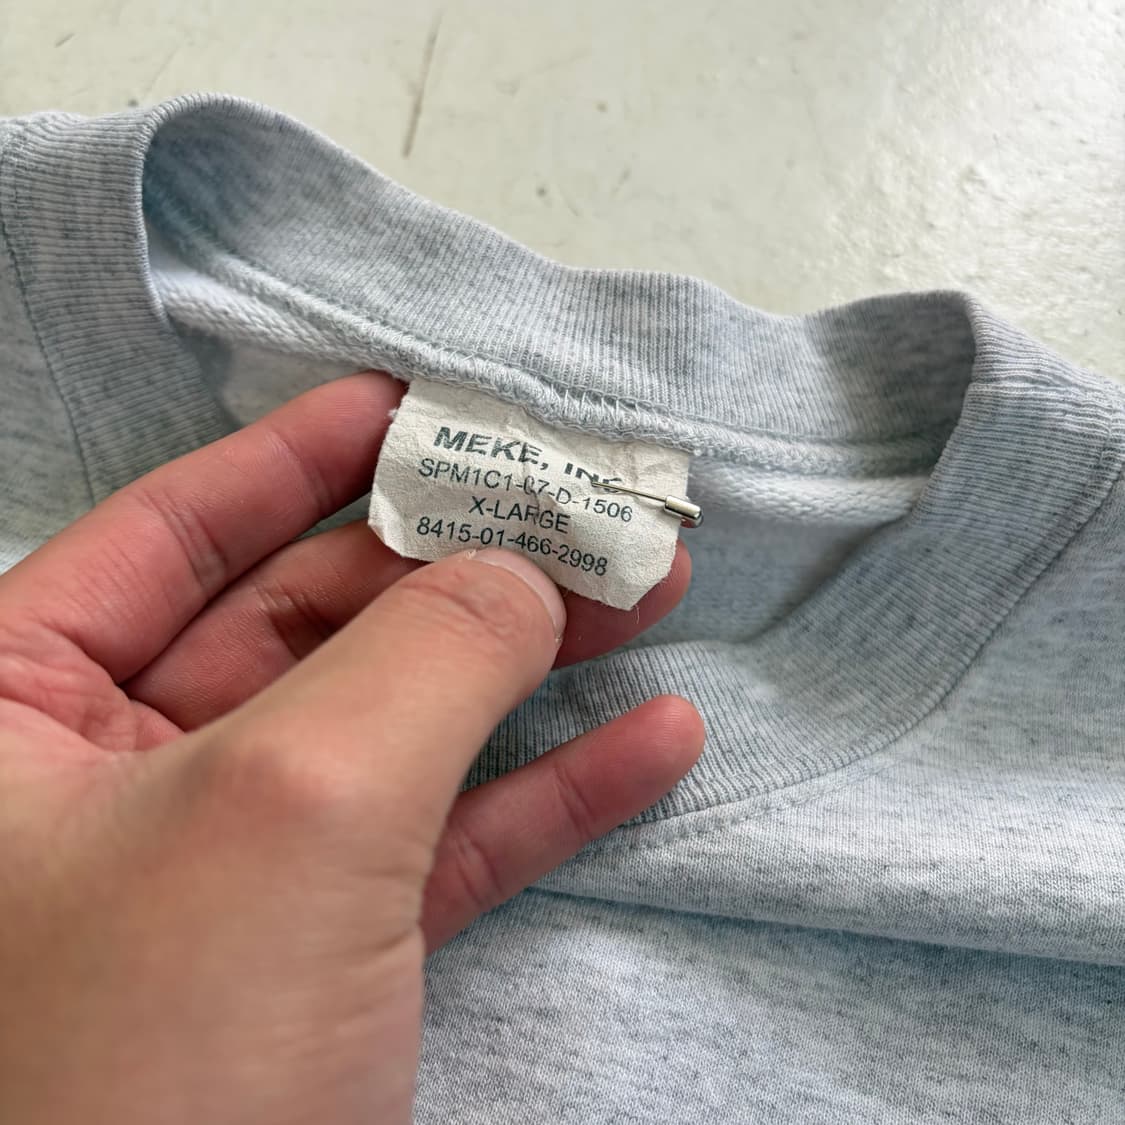 MEKE, INC
SPM1C1-07-D-1506
X-LARGE
8415-01-466-2998